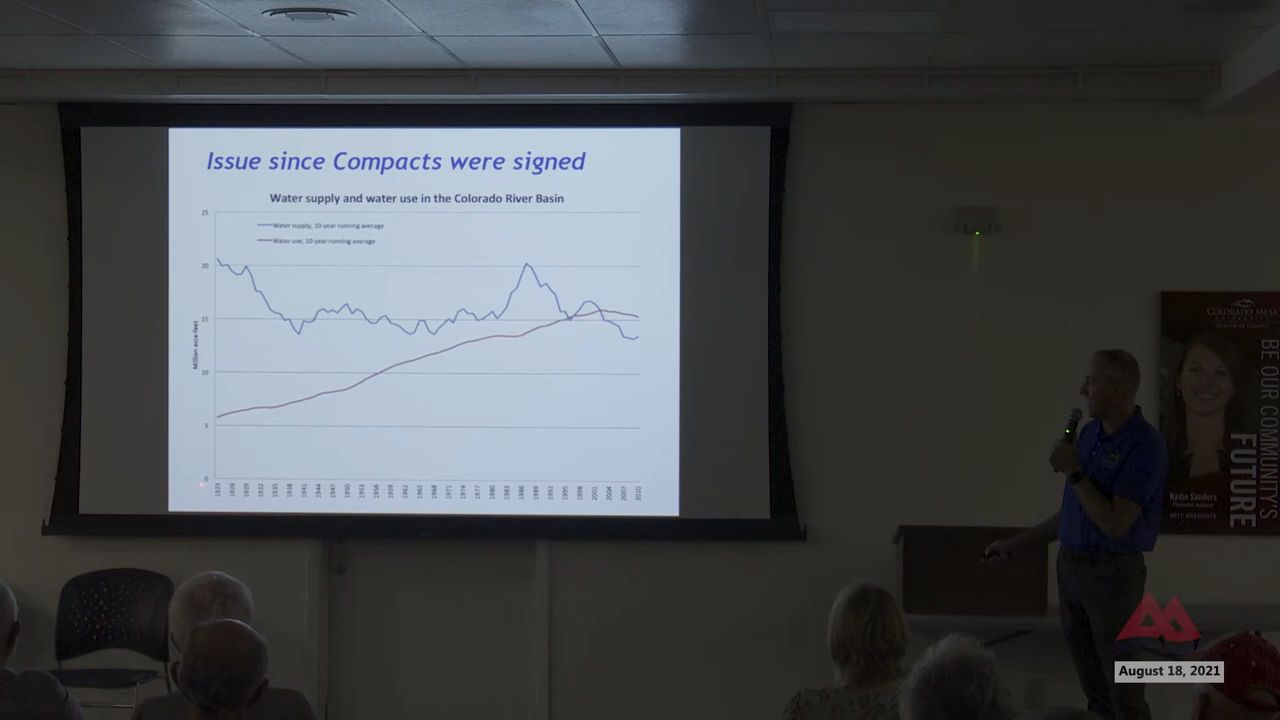 Issue since Compacts were signed
Water supply and water use in the Colorado River Basin
25
Water supply, 10-year running average
Water use, 10-year running average
20
15
Million acre-feet
10
5
0
1923 1926 1929 1932 1935 1938 1941 1944 1947 1950 1953 1956 1959 1962 1965 1968 1971 1974 1977 1980 1983 1986 1989 1992 1995 1998 2001 2004 2007 2010
COLORADO MESA
BE OUR COMMUNITY'S
FUTURE
Nadin Souders
2017 GRADUATE
August 18, 2021